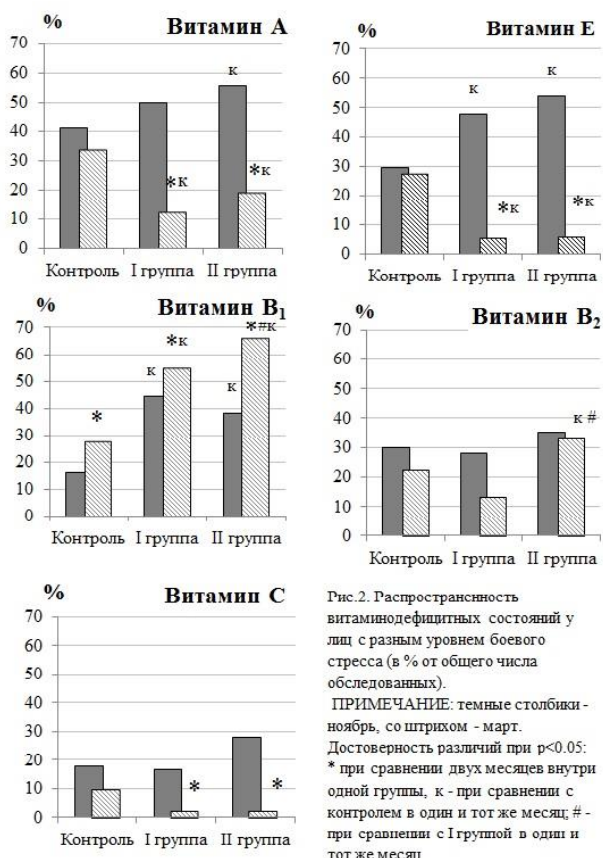 % Витамин А
70
60
50
40
30
20
10
0
к
*к
*к
Контроль I группа II группа
% Витамин Е
70
60
50
40
30
20
10
0
к
к
*к
*к
Контроль I группа II группа
% Витамин В1
70
60
50
40
30
20
10
0
*
к
*к
к
*#к
Контроль I группа II группа
% Витамин В2
70
60
50
40
30
20
10
0
к #
Контроль I группа II группа
% Витамин С
70
60
50
40
30
20
10
0
*
*
Контроль I группа II группа
Рис.2. Распространснность
витаминодефицитных состояний у
лиц с разным уровнем боевого
стресса (в % от общего числа
обследованных).
ПРИМЕЧАНИЕ: темные столбики -
ноябрь, со штрихом - март.
Достоверность различий при р<0.05:
* при сравнении двух месяцев внутри
одной группы, к - при сравнении с
контролем в один и тот же месяц; # -
при сравнении с I группой в один и
тот же месяц